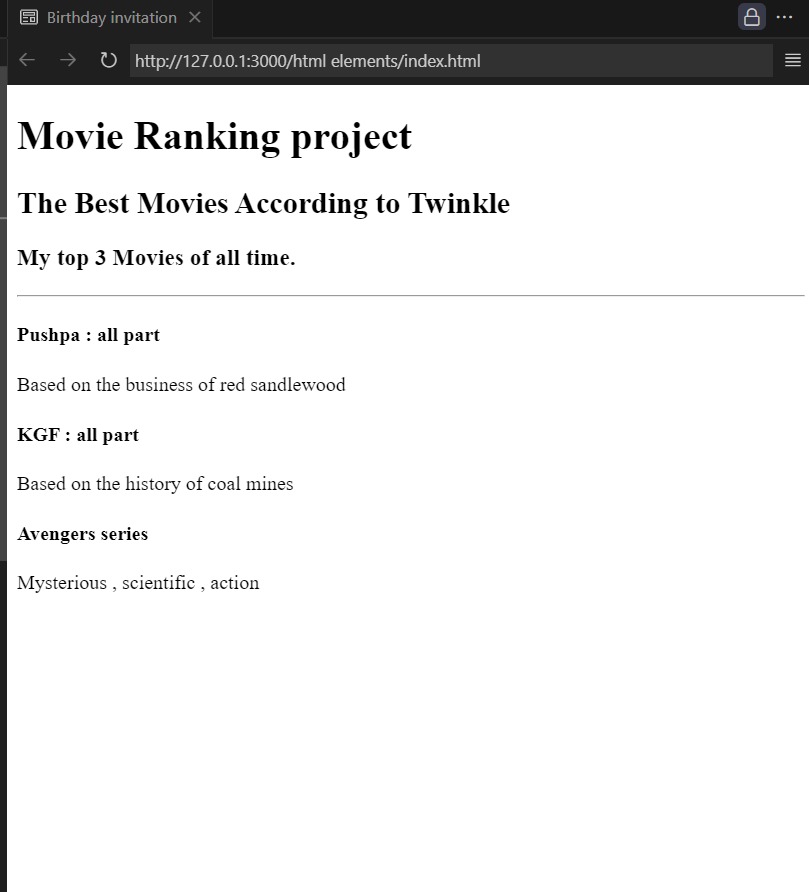 Birthday invitation
http://127.0.0.1:3000/html elements/index.html
Movie Ranking project
The Best Movies According to Twinkle
My top 3 Movies of all time.
Pushpa : all part
Based on the business of red sandlewood
KGF : all part
Based on the history of coal mines
Avengers series
Mysterious , scientific , action